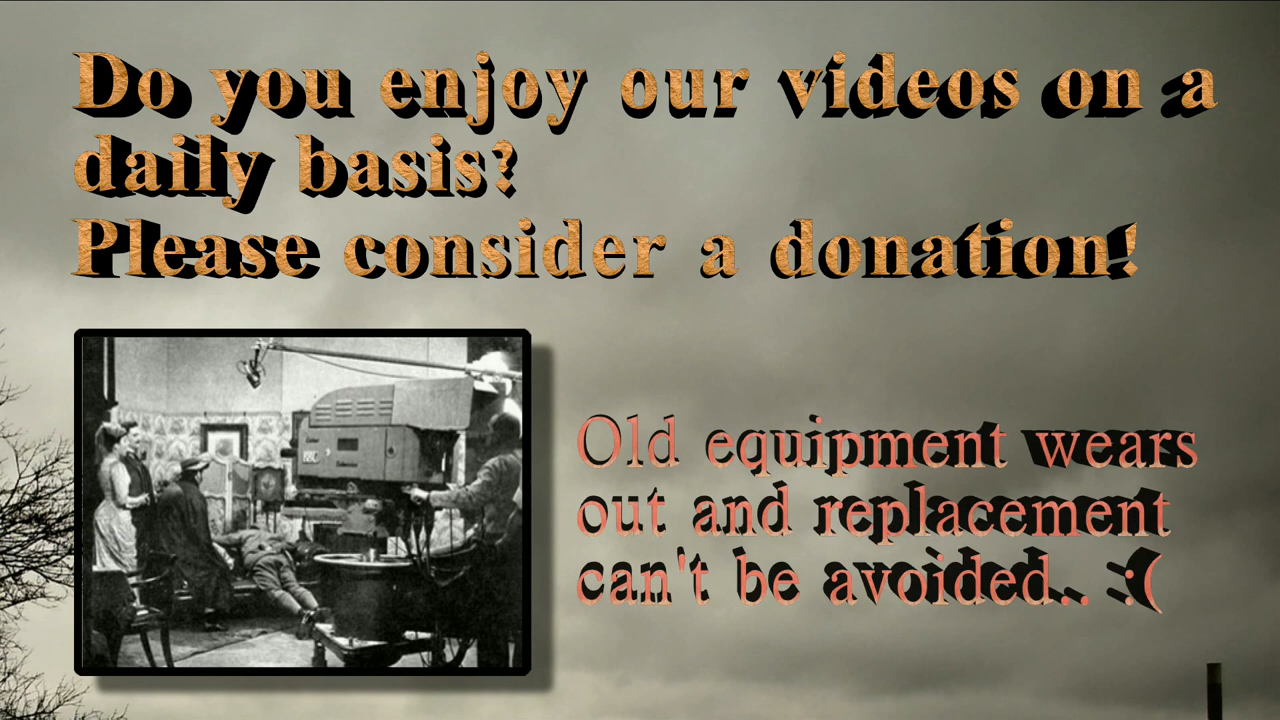 Do you enjoy our videos on a
daily basis?
Please consider a donation!
Old equipment wears
out and replacement
can't be avoided.. :(
BBC